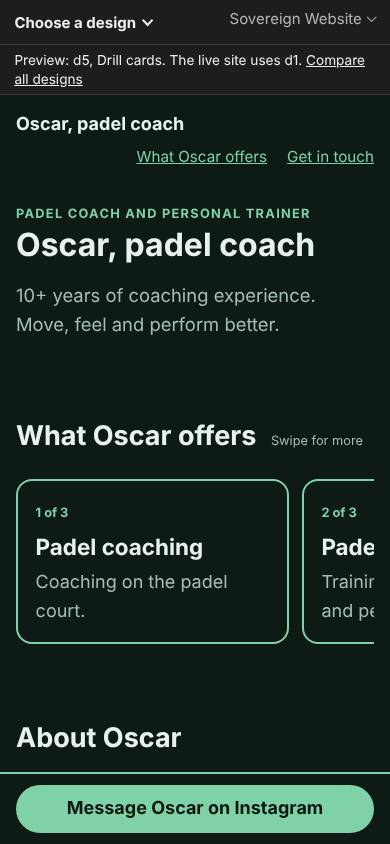 Choose a design
Sovereign Website
Preview: d5, Drill cards. The live site uses d1. Compare
all designs
Oscar, padel coach
What Oscar offers
Get in touch
PADEL COACH AND PERSONAL TRAINER
Oscar, padel coach
10+ years of coaching experience.
Move, feel and perform better.
What Oscar offers
Swipe for more
1 of 3
Padel coaching
Coaching on the padel
court.
2 of 3
and
About Oscar
Message Oscar on Instagram